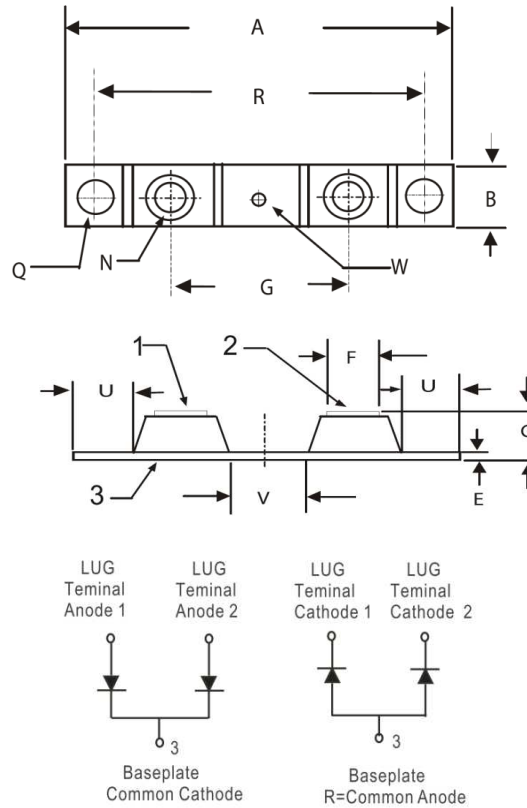 A
R
B
Q
N
G
W
1
2
F
U
U
C
3
V
E
LUG
Teminal
Anode 1
LUG
Teminal
Anode 2
LUG
Teminal
Cathode 1
LUG
Teminal
Cathode 2
3
3
Baseplate
Common Cathode
Baseplate
R=Common Anode